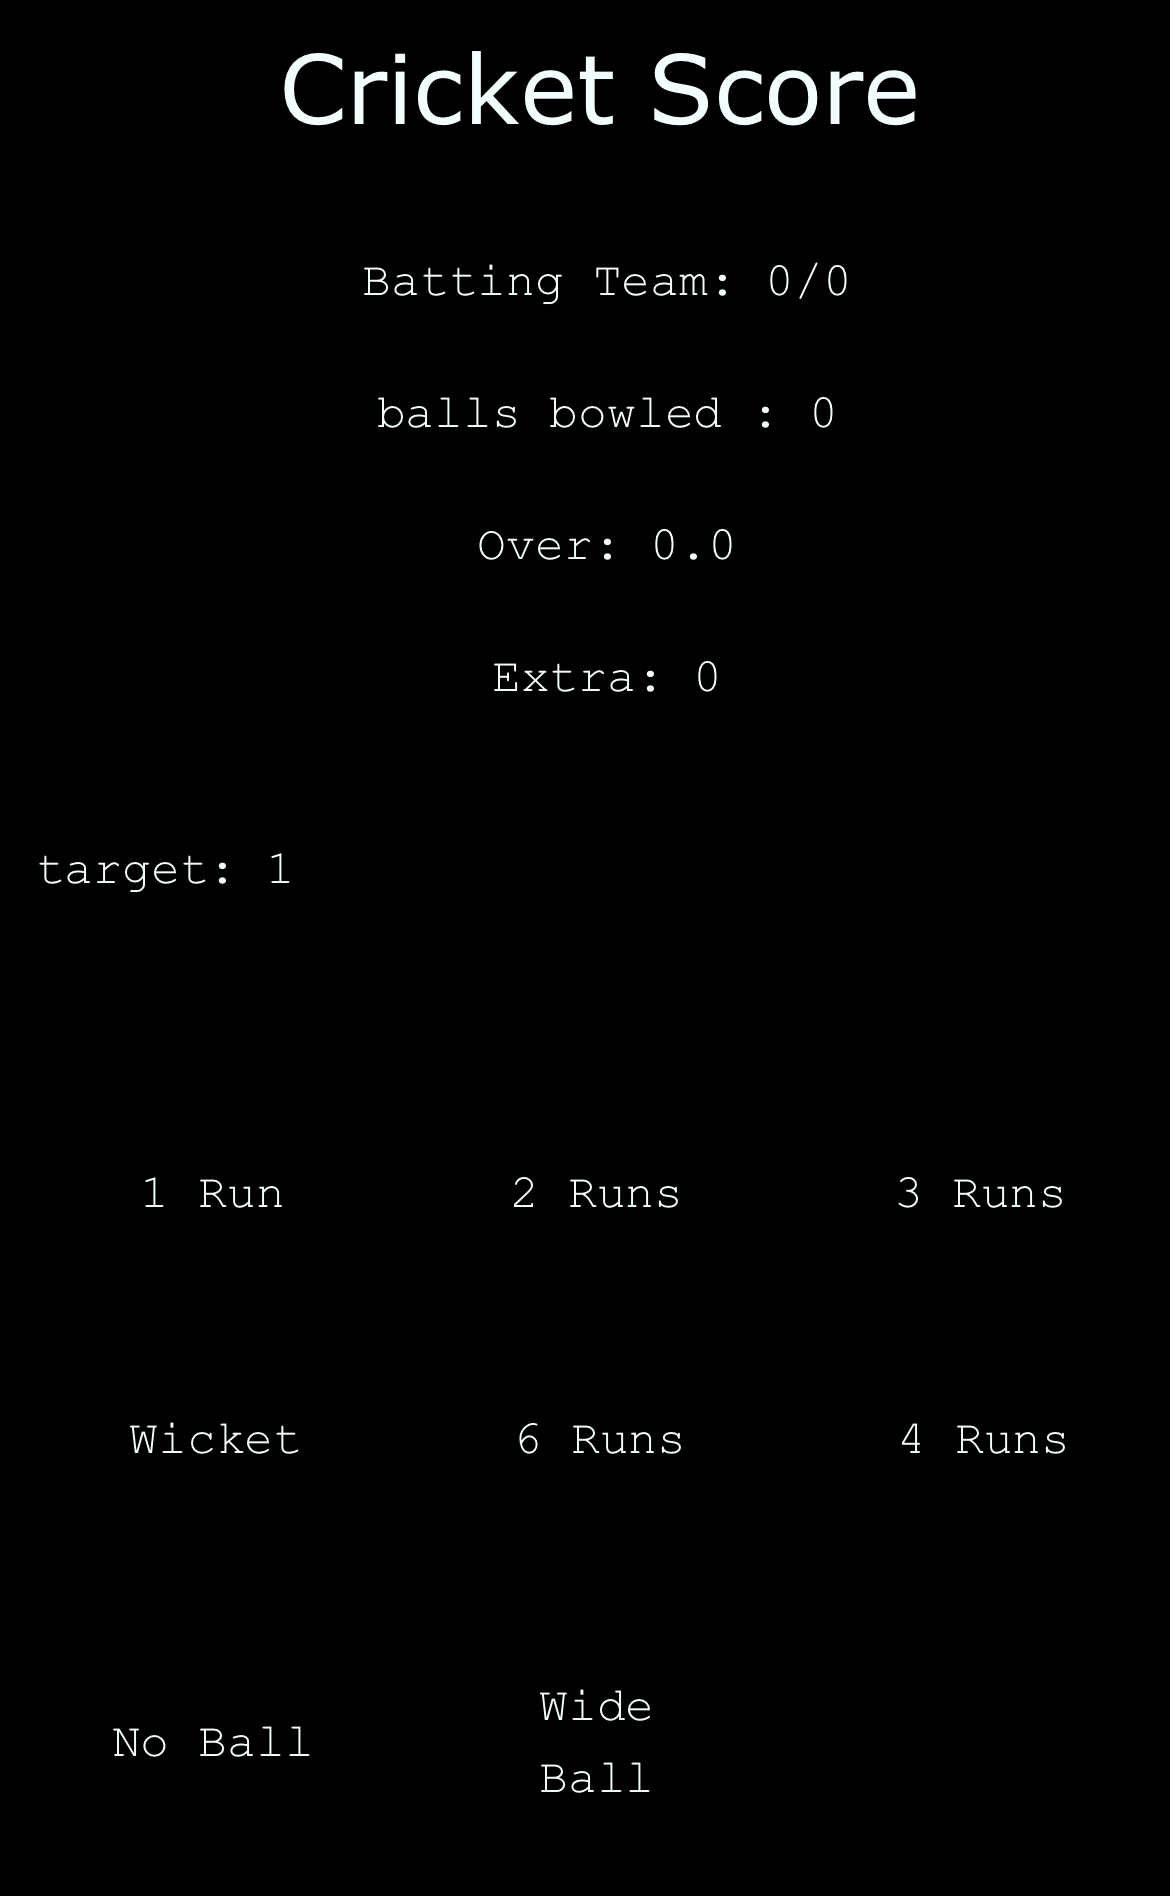 Cricket Score
Batting Team: 0/0
balls bowled : 0
Over: 0.0
Extra: 0
target: 1
1 Run 2 Runs 3 Runs
Wicket 6 Runs 4 Runs
No Ball Wide
Ball